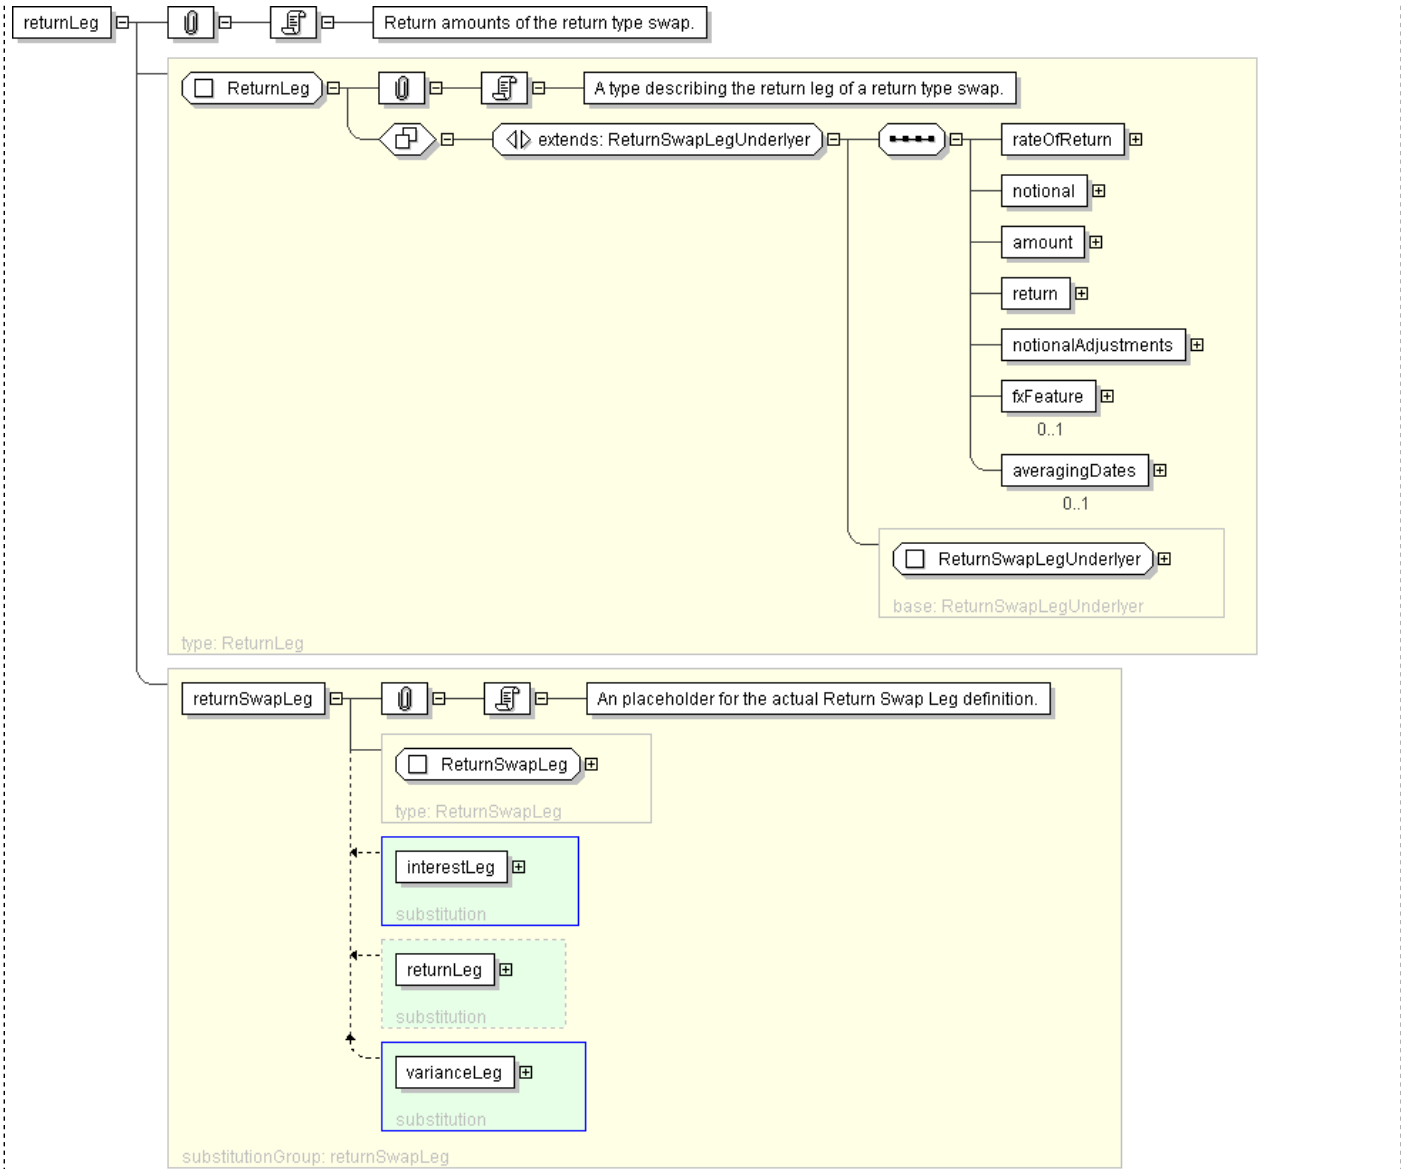 returnLeg
Return amounts of the return type swap.
ReturnLeg
A type describing the return leg of a return type swap.
extends: ReturnSwapLegUnderlyer
rateOfReturn
notional
amount
return
notionalAdjustments
fxFeature
0..1
averagingDates
0..1
ReturnSwapLegUnderlyer
base: ReturnSwapLegUnderlyer
type: ReturnLeg
returnSwapLeg
An placeholder for the actual Return Swap Leg definition.
ReturnSwapLeg
type: ReturnSwapLeg
interestLeg
substitution
returnLeg
substitution
varianceLeg
substitution
substitutionGroup: returnSwapLeg